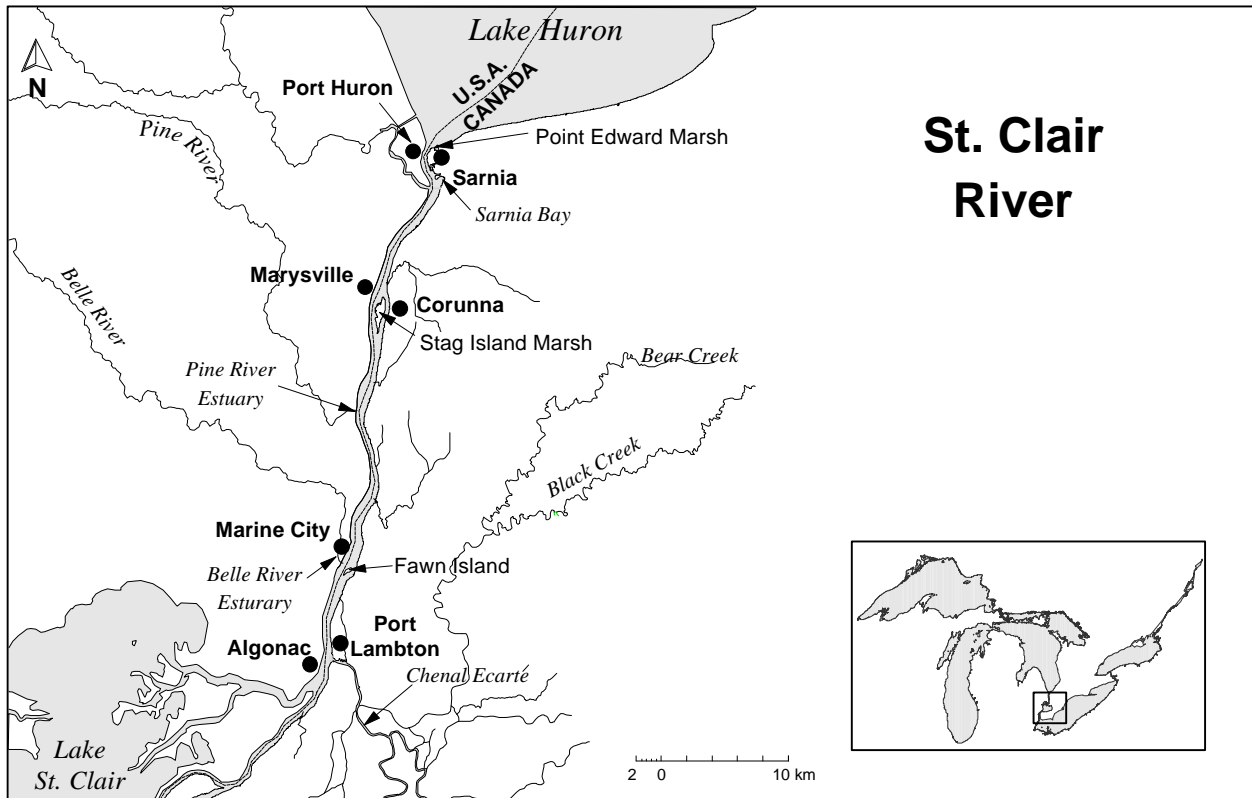 Lake Huron
N
U.S.A.
CANADA
Port Huron
Pine River
Point Edward Marsh
St. Clair
River
Sarnia
Sarnia Bay
Marysville
Belle River
Corunna
Stag Island Marsh
Bear Creek
Pine River
Estuary
Black Creek
Marine City
Fawn Island
Belle River
Esturary
Port
Lambton
Algonac
Chenal Ecarté
Lake
St. Clair
2 0 10 km